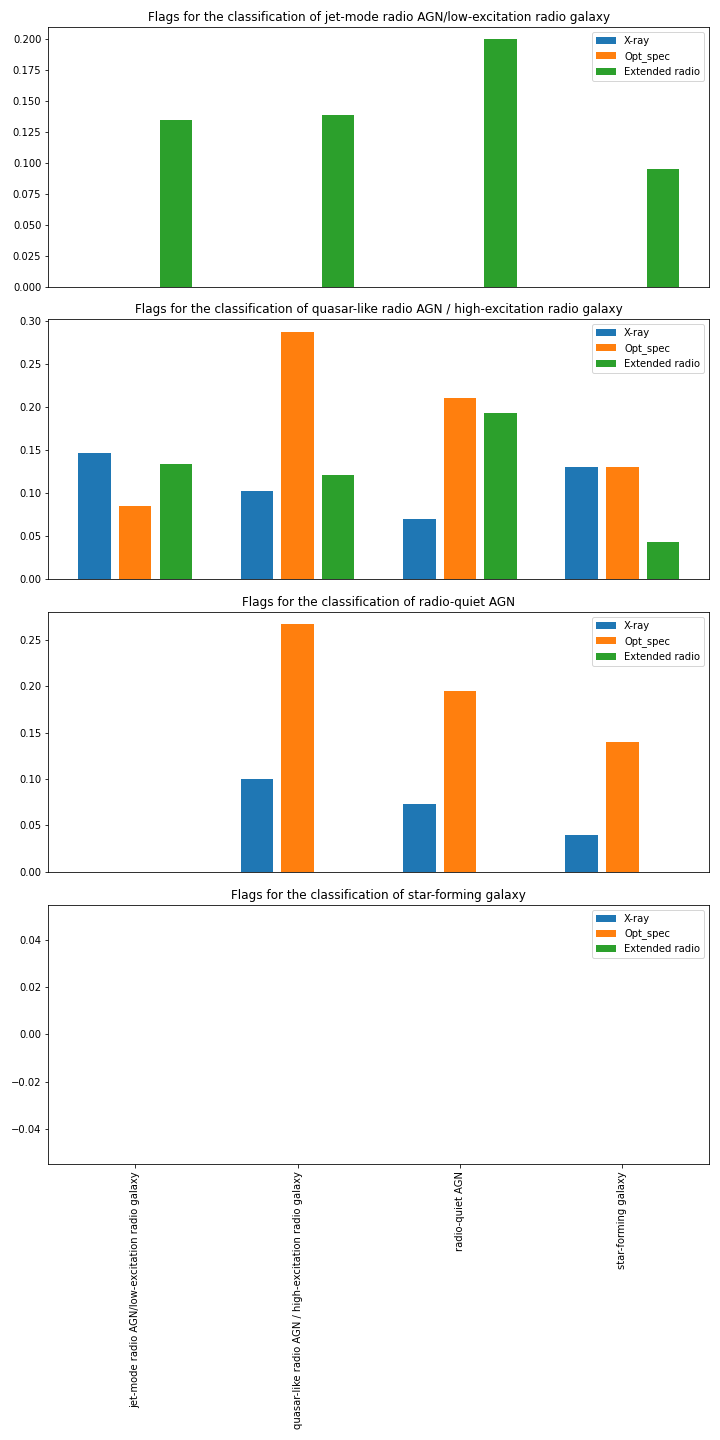 Flags for the classification of jet-mode radio AGN/low-excitation radio galaxy
0.200
0.175
0.150
0.125
0.100
0.075
0.050
0.025
0.000
X-ray
Opt_spec
Extended radio
Flags for the classification of quasar-like radio AGN / high-excitation radio galaxy
0.30
0.25
0.20
0.15
0.10
0.05
0.00
X-ray
Opt_spec
Extended radio
Flags for the classification of radio-quiet AGN
0.25
0.20
0.15
0.10
0.05
0.00
X-ray
Opt_spec
Extended radio
Flags for the classification of star-forming galaxy
0.04
0.02
0.00
−0.02
−0.04
X-ray
Opt_spec
Extended radio
jet-mode radio AGN/low-excitation radio galaxy
quasar-like radio AGN / high-excitation radio galaxy
radio-quiet AGN
star-forming galaxy